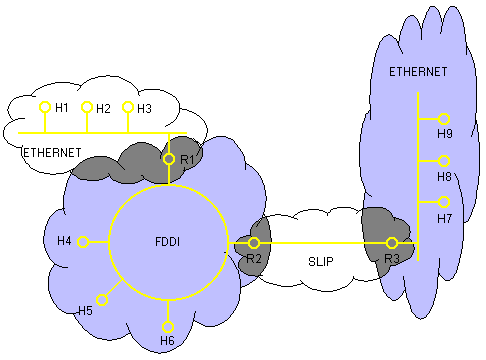 ETHERNET
H1 H2 H3
H9
ETHERNET
R1
H8
H7
H4
FDDI
R2
SLIP
R3
H5
H6